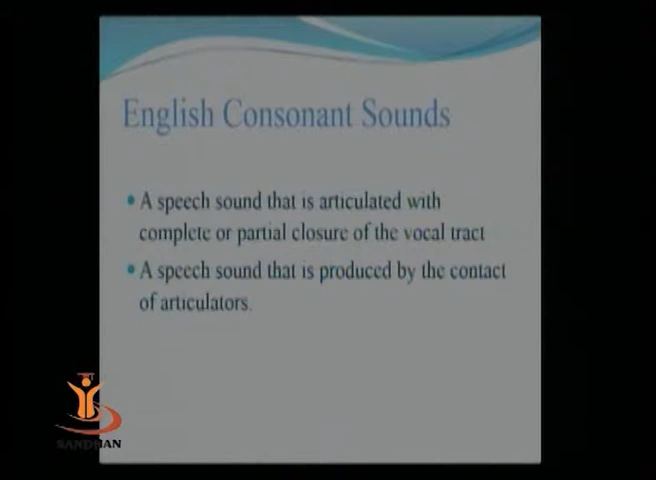 English Consonant Sounds
• A speech sound that is articulated with
complete or partial closure of the vocal tract
• A speech sound that is produced by the contact
of articulators.
SANDHAN